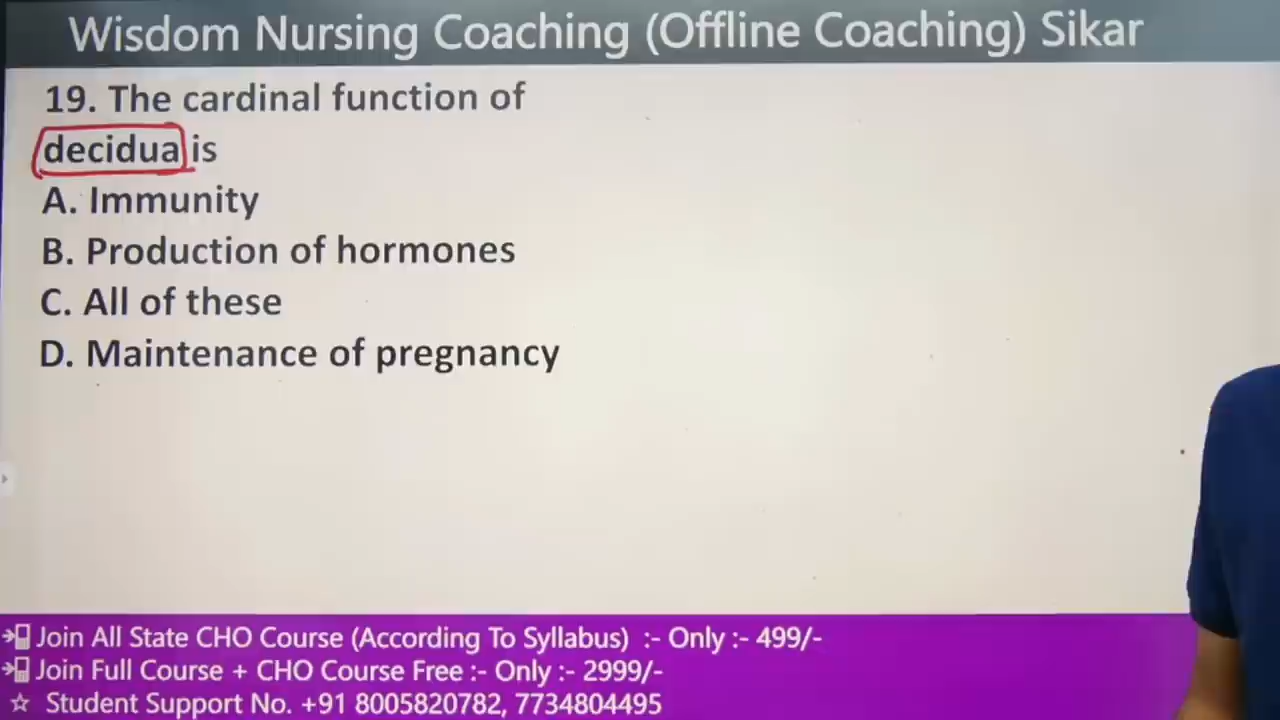 Wisdom Nursing Coaching (Offline Coaching) Sikar
19. The cardinal function of
decidua is
A. Immunity
B. Production of hormones
C. All of these
D. Maintenance of pregnancy
Join All State CHO Course (According To Syllabus) :- Only :- 499/-
Join Full Course + CHO Course Free :- Only :- 2999/-
☆ Student Support No. +91 8005820782, 7734804495